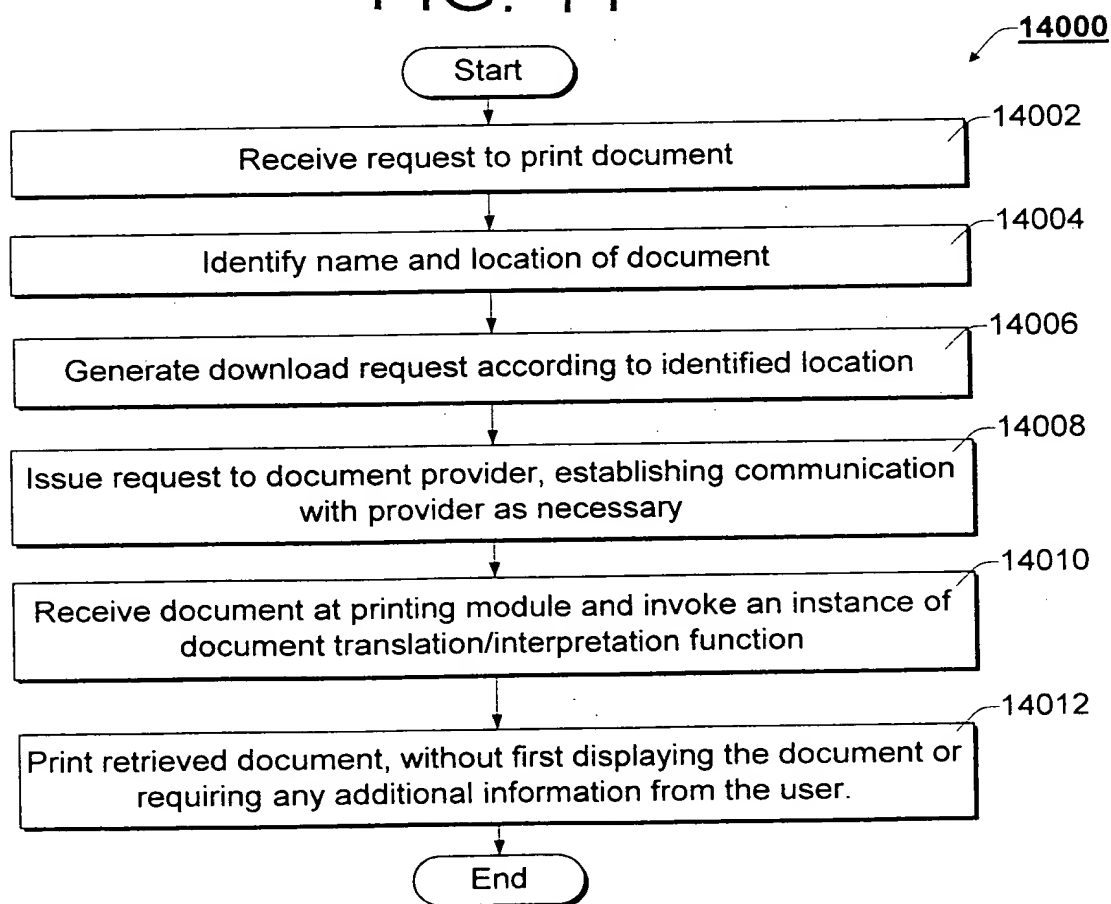 FIG.
14000
Start
14002
Receive request to print document
14004
Identify name and location of document
14006
Generate download request according to identified location
14008
Issue request to document provider, establishing communication
with provider as necessary
14010
Receive document at printing module and invoke an instance of
document translation/interpretation function
14012
Print retrieved document, without first displaying the document or
requiring any additional information from the user.
End